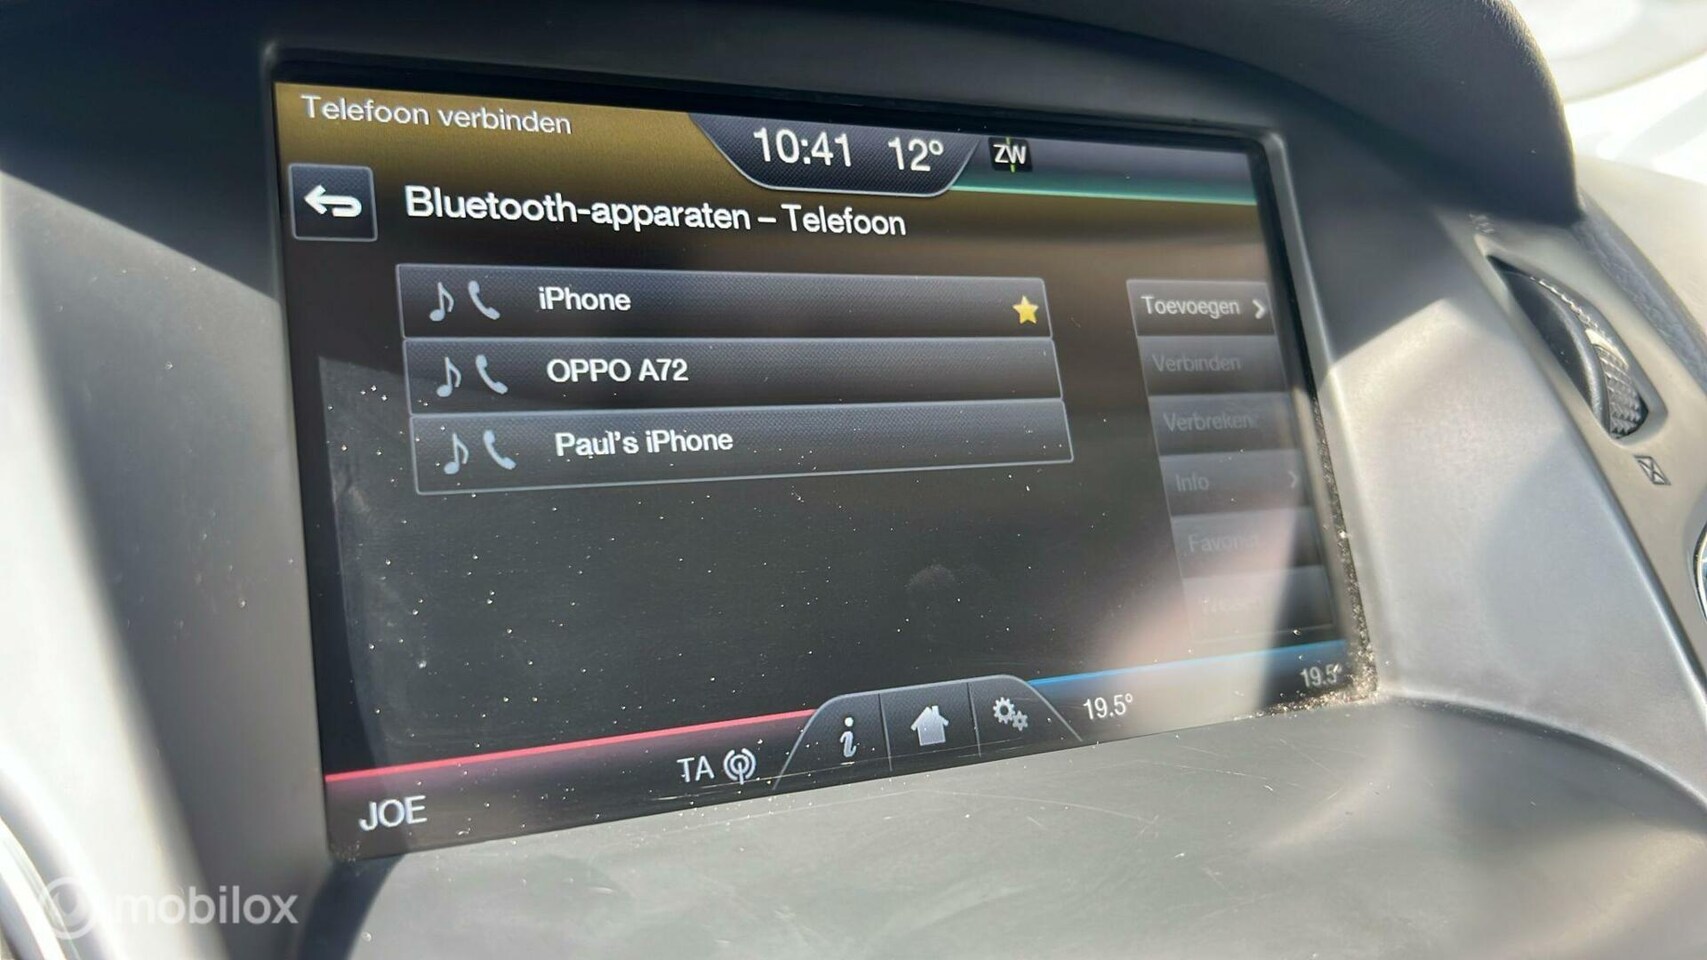 Telefoon verbinden
10:41 12° ZW
Bluetooth-apparaten – Telefoon
iPhone
OPPO A72
Paul's iPhone
Toevoegen
Verbinden
Verbreken
Info
19.5°
19.5°
TA
JOE
mobilox